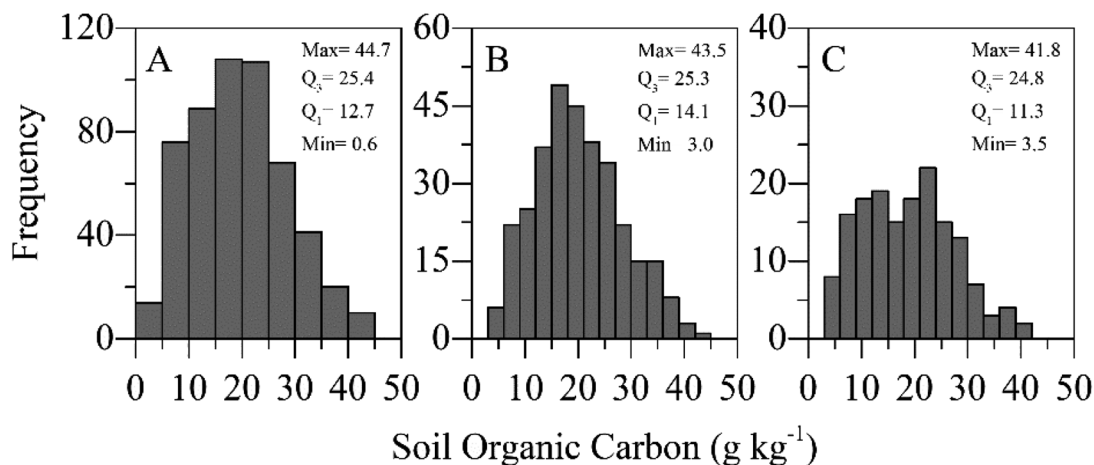 A
Max= 44.7
Q3= 25.4
Q1= 12.7
Min= 0.6
B
Max= 43.5
Q3= 25.3
Q1= 14.1
Min 3.0
C
Max= 41.8
Q3= 24.8
Q1= 11.3
Min= 3.5
Frequency
120
80
40
0
60
45
30
15
0
40
30
20
10
0
0 10 20 30 40 50
0 10 20 30 40 50
0 10 20 30 40 50
Soil Organic Carbon (g kg-1)